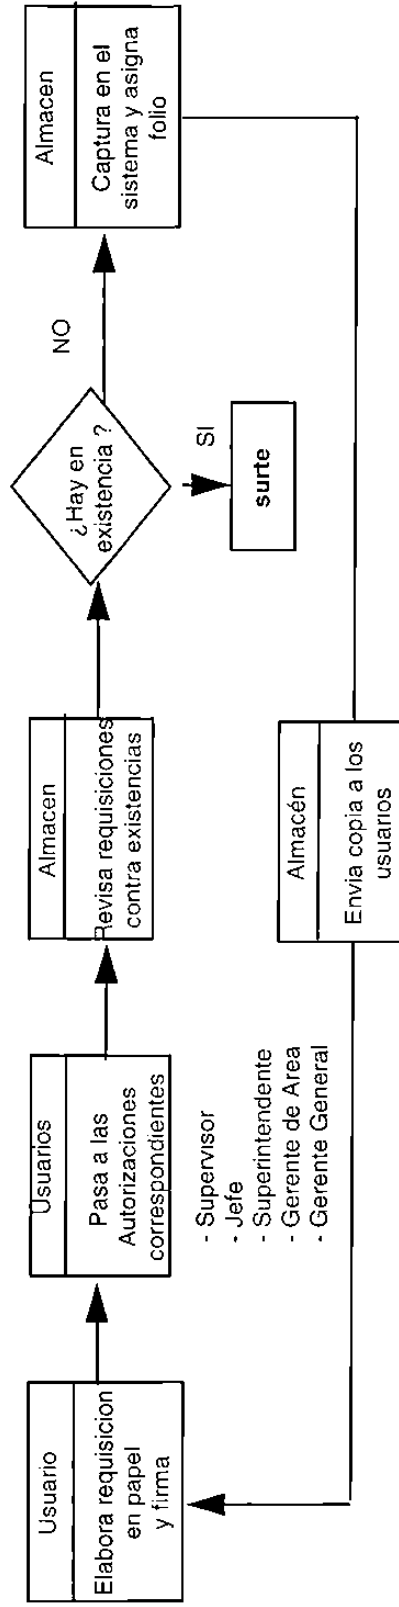 Usuario
Elabora requisicion
en papel
y firma
Usuarios
Pasa a las
Autorizaciones
correspondientes
- Supervisor
- Jefe
- Superintendente
- Gerente de Area
- Gerente General
Almacen
Revisa requisiciones
contra existencias
¿Hay en
existencia ?
NO
SI
surte
Almacen
Captura en el
sistema y asigna
folio
Almacén
Envia copia a los
usuarios